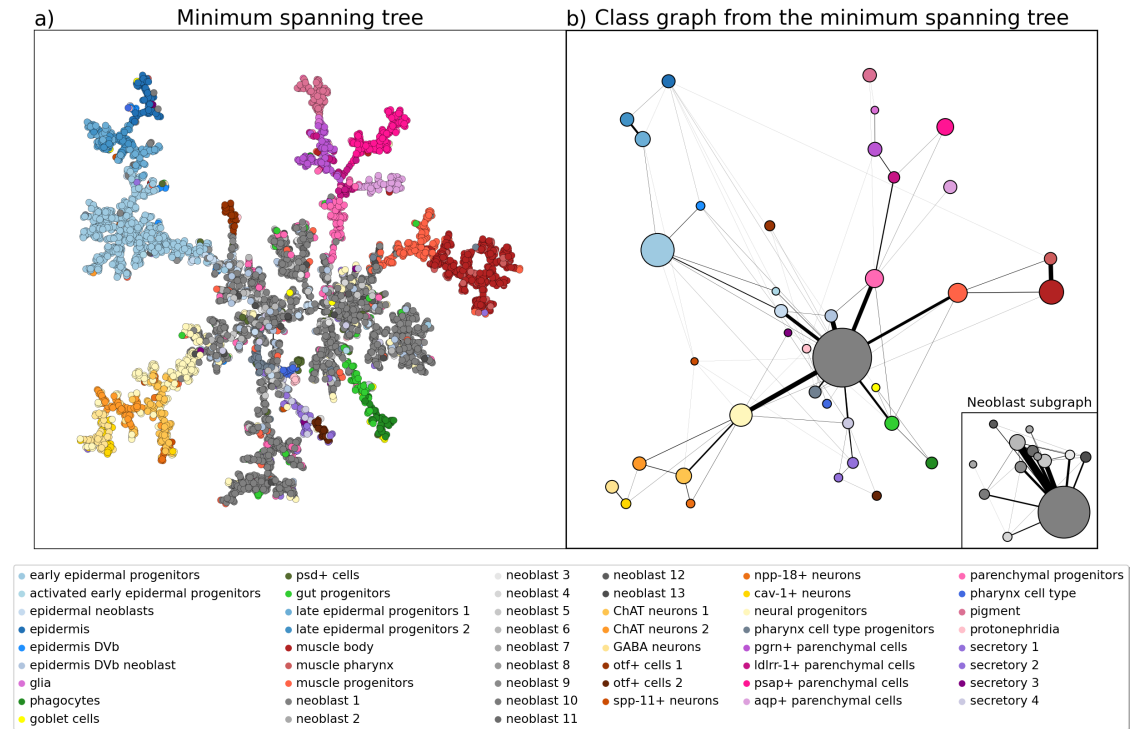 a) Minimum spanning tree
b) Class graph from the minimum spanning tree
Neoblast subgraph
early epidermal progenitors
activated early epidermal progenitors
epidermal neoblasts
epidermis
epidermis DVb
epidermis DVb neoblast
glia
phagocytes
goblet cells
psd+ cells
gut progenitors
late epidermal progenitors 1
late epidermal progenitors 2
muscle body
muscle pharynx
muscle progenitors
neoblast 1
neoblast 2
neoblast 3
neoblast 4
neoblast 5
neoblast 6
neoblast 7
neoblast 8
neoblast 9
neoblast 10
neoblast 11
neoblast 12
neoblast 13
ChAT neurons 1
ChAT neurons 2
GABA neurons
otf+ cells 1
otf+ cells 2
spp-11+ neurons
npp-18+ neurons
cav-1+ neurons
neural progenitors
pharynx cell type progenitors
pgrn+ parenchymal cells
ldlrr-1+ parenchymal cells
psap+ parenchymal cells
aqp+ parenchymal cells
parenchymal progenitors
pharynx cell type
pigment
protonephridia
secretory 1
secretory 2
secretory 3
secretory 4